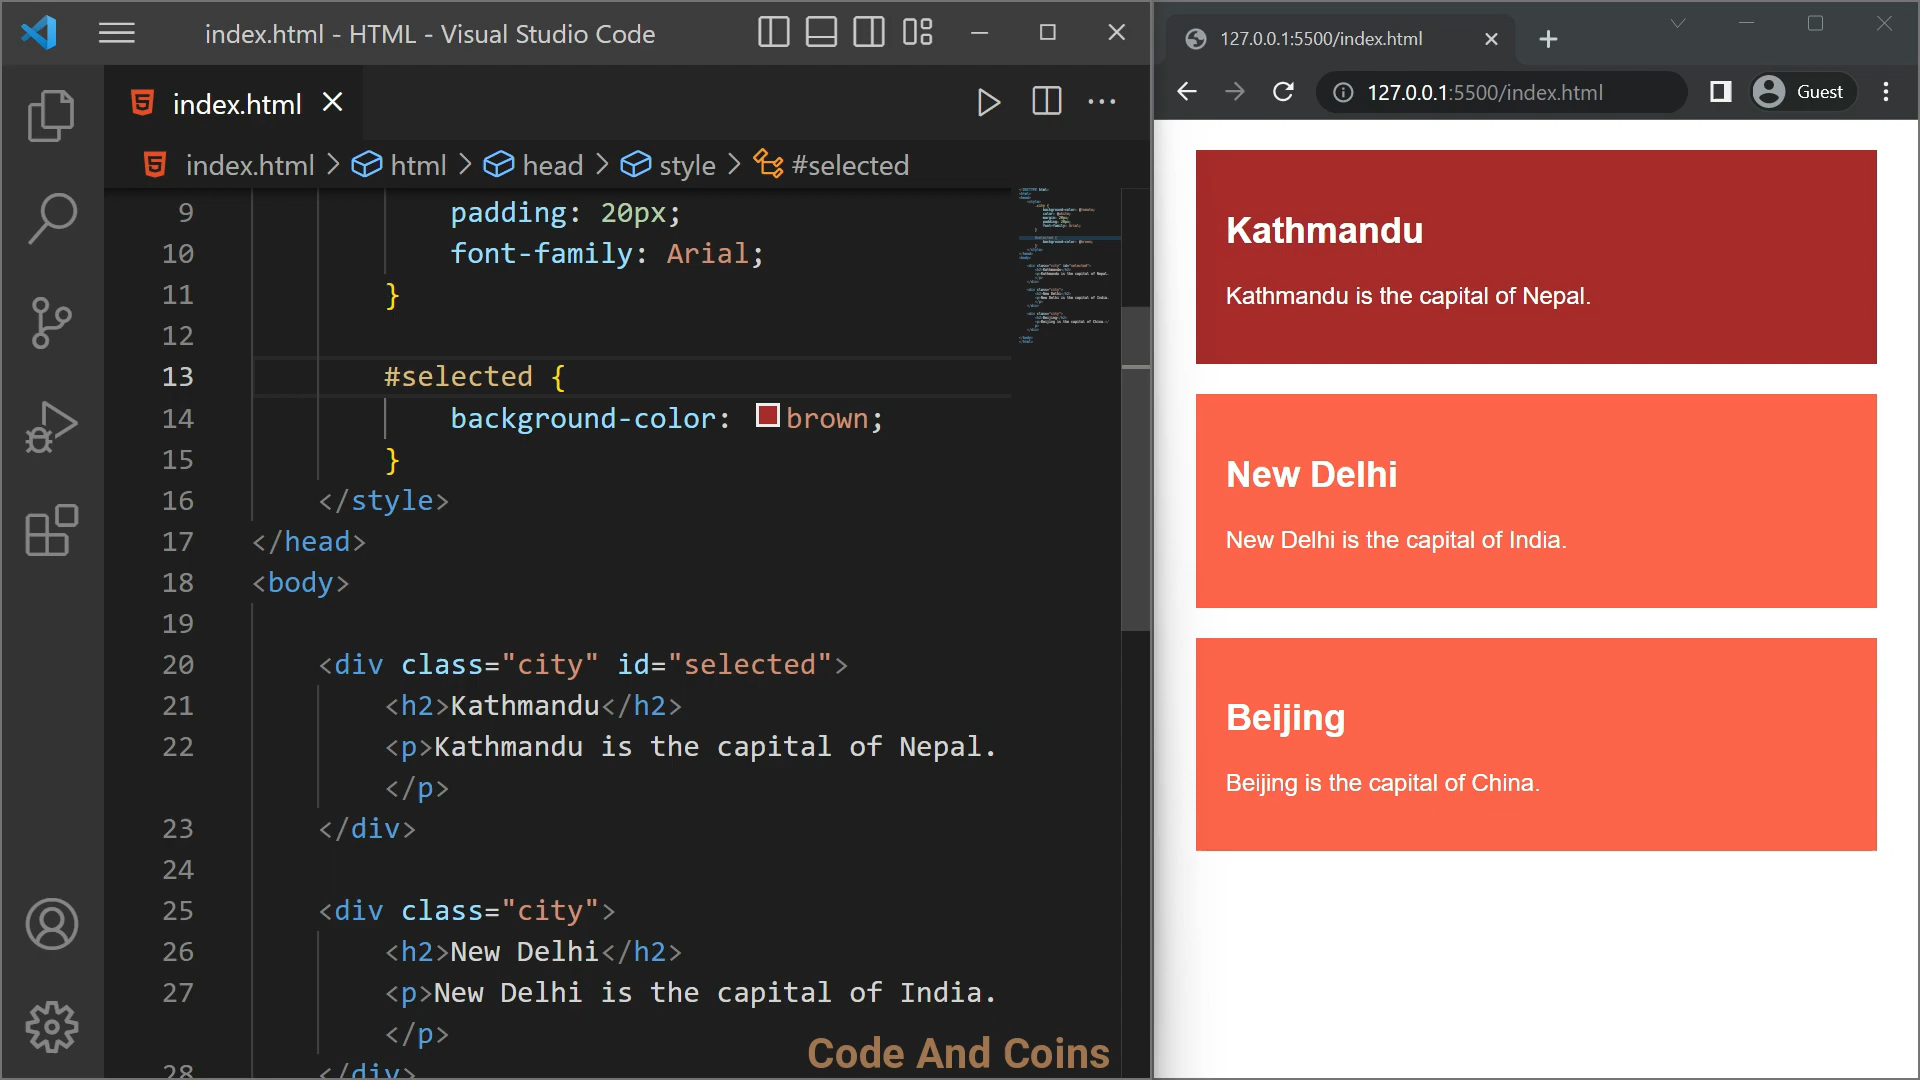 index.html - HTML - Visual Studio Code
index.html
index.html > html > head > style > #selected
9 padding: 20px;
10 font-family: Arial;
11 }
12
13 #selected {
14 background-color: brown;
15 }
16 </style>
17 </head>
18 <body>
19
20 <div class="city" id="selected">
21 <h2>Kathmandu</h2>
22 <p>Kathmandu is the capital of Nepal.
</p>
23 </div>
24
25 <div class="city">
26 <h2>New Delhi</h2>
27 <p>New Delhi is the capital of India.
</p>
28 </div>
Code And Coins
127.0.0.1:5500/index.html
127.0.0.1:5500/index.html
Guest
Kathmandu
Kathmandu is the capital of Nepal.
New Delhi
New Delhi is the capital of India.
Beijing
Beijing is the capital of China.